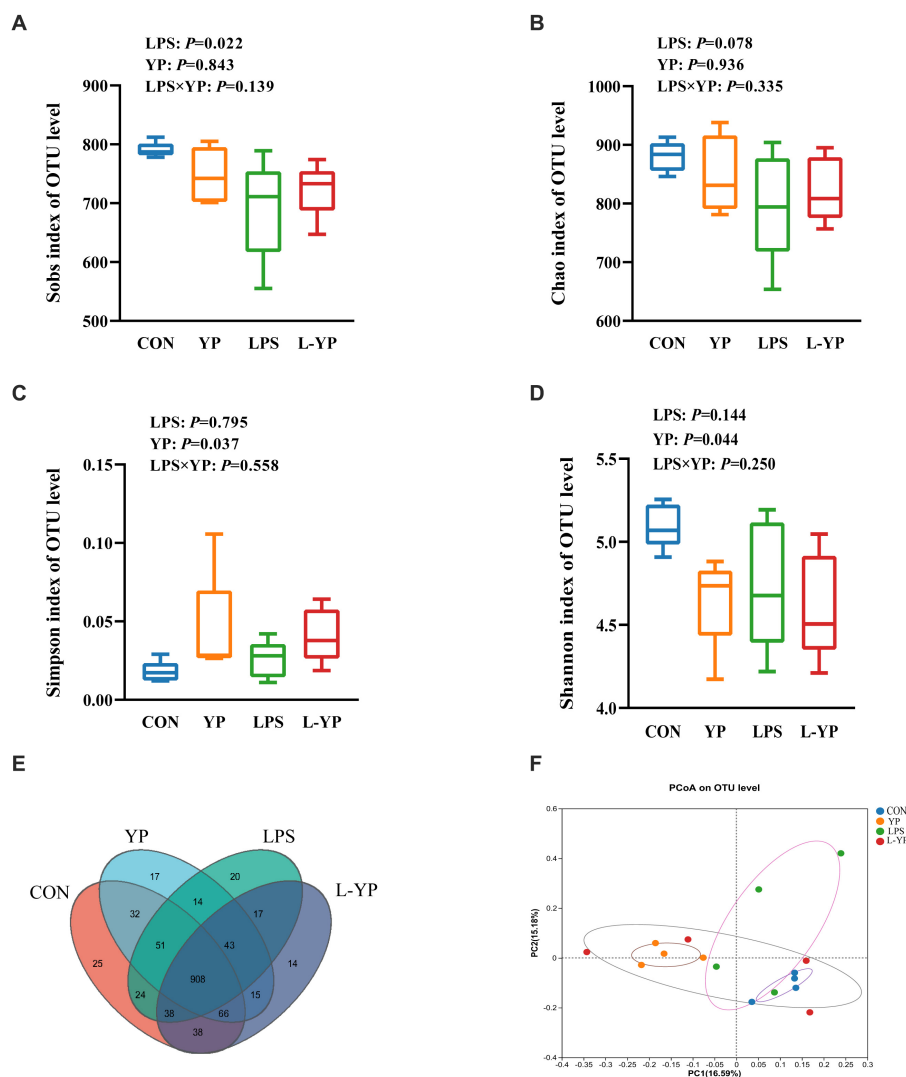 A
LPS: P=0.022
YP: P=0.843
LPS×YP: P=0.139
Sobs index of OTU level
900
800
700
600
500
CON YP LPS L-YP
B
LPS: P=0.078
YP: P=0.936
LPS×YP: P=0.335
Chao index of OTU level
1000
900
800
700
600
CON YP LPS L-YP
C
LPS: P=0.795
YP: P=0.037
LPS×YP: P=0.558
Simpson index of OTU level
0.15
0.10
0.05
0.00
CON YP LPS L-YP
D
LPS: P=0.144
YP: P=0.044
LPS×YP: P=0.250
Shannon index of OTU level
5.5
5.0
4.5
4.0
CON YP LPS L-YP
E
YP LPS
CON L-YP
17 20
32 14 17
51 43
25 14
908
24 15
38 66
38
F
PCoA on OTU level
CON
YP
LPS
L-YP
PC2(15.18%)
0.6
0.4
0.2
0
-0.2
-0.4
-0.4 -0.35 -0.3 -0.25 -0.2 -0.15 -0.1 -0.05 0 0.05 0.1 0.15 0.2 0.25 0.3
PC1(16.59%)